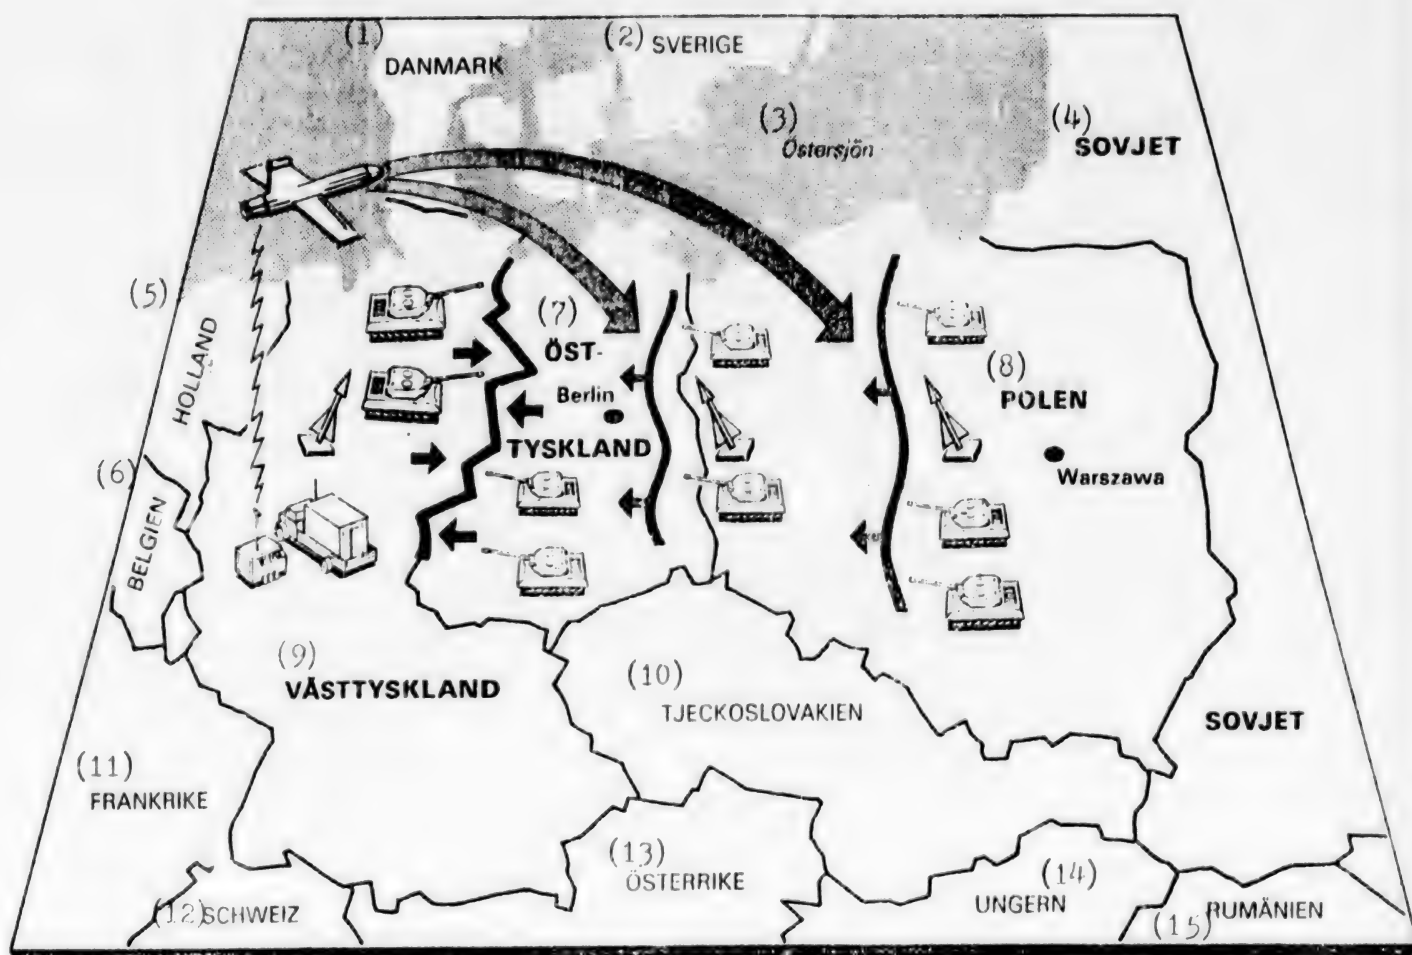 (1)
DANMARK
(2) SVERIGE
(3)
Östersjön
(4)
SOVJET
(5)
HOLLAND
(6)
BELGIEN
(7)
ÖST-
Berlin
TYSKLAND
(8)
POLEN
Warszawa
(9)
VÄSTTYSKLAND
(10)
TJECKOSLOVAKIEN
SOVJET
(11)
FRANKRIKE
(12) SCHWEIZ
(13)
ÖSTERRIKE
(14)
UNGERN
(15) RUMÄNIEN